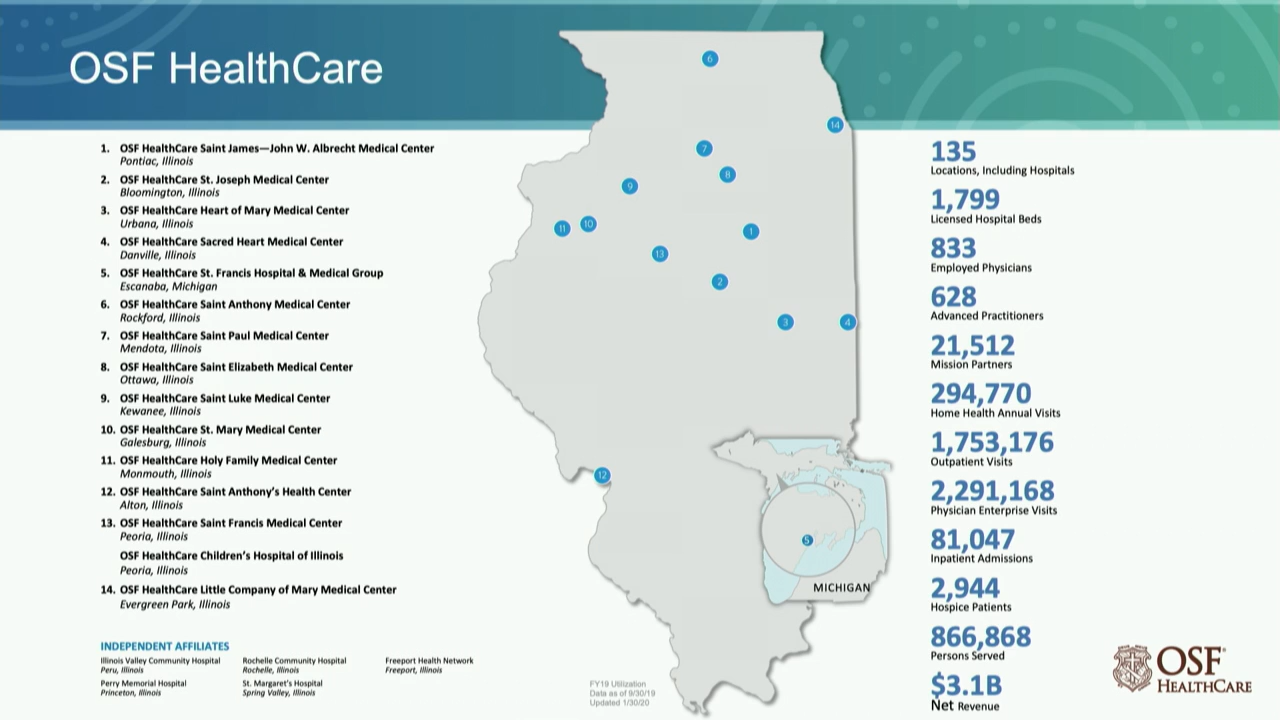 OSF HealthCare
1. OSF HealthCare Saint James—John W. Albrecht Medical Center
Pontiac, Illinois
2. OSF HealthCare St. Joseph Medical Center
Bloomington, Illinois
3. OSF HealthCare Heart of Mary Medical Center
Urbana, Illinois
4. OSF HealthCare Sacred Heart Medical Center
Danville, Illinois
5. OSF HealthCare St. Francis Hospital & Medical Group
Escanaba, Michigan
6. OSF HealthCare Saint Anthony Medical Center
Rockford, Illinois
7. OSF HealthCare Saint Paul Medical Center
Mendota, Illinois
8. OSF HealthCare Saint Elizabeth Medical Center
Ottawa, Illinois
9. OSF HealthCare Saint Luke Medical Center
Kewanee, Illinois
10. OSF HealthCare St. Mary Medical Center
Galesburg, Illinois
11. OSF HealthCare Holy Family Medical Center
Monmouth, Illinois
12. OSF HealthCare Saint Anthony's Health Center
Alton, Illinois
13. OSF HealthCare Saint Francis Medical Center
Peoria, Illinois
OSF HealthCare Children's Hospital of Illinois
Peoria, Illinois
14. OSF HealthCare Little Company of Mary Medical Center
Evergreen Park, Illinois
INDEPENDENT AFFILIATES
Illinois Valley Community Hospital
Peru, Illinois
Perry Memorial Hospital
Princeton, Illinois
Rochelle Community Hospital
Rochelle, Illinois
St. Margaret's Hospital
Spring Valley, Illinois
Freeport Health Network
Freeport, Illinois
6
14
7
8
9
11
10
1
13
2
3
4
12
5
MICHIGAN
FY19 Utilization
Data as of 9/30/19
Updated 1/30/20
135
Locations, Including Hospitals
1,799
Licensed Hospital Beds
833
Employed Physicians
628
Advanced Practitioners
21,512
Mission Partners
294,770
Home Health Annual Visits
1,753,176
Outpatient Visits
2,291,168
Physician Enterprise Visits
81,047
Inpatient Admissions
2,944
Hospice Patients
866,868
Persons Served
$3.1B
Net Revenue
OSF
HEALTHCARE